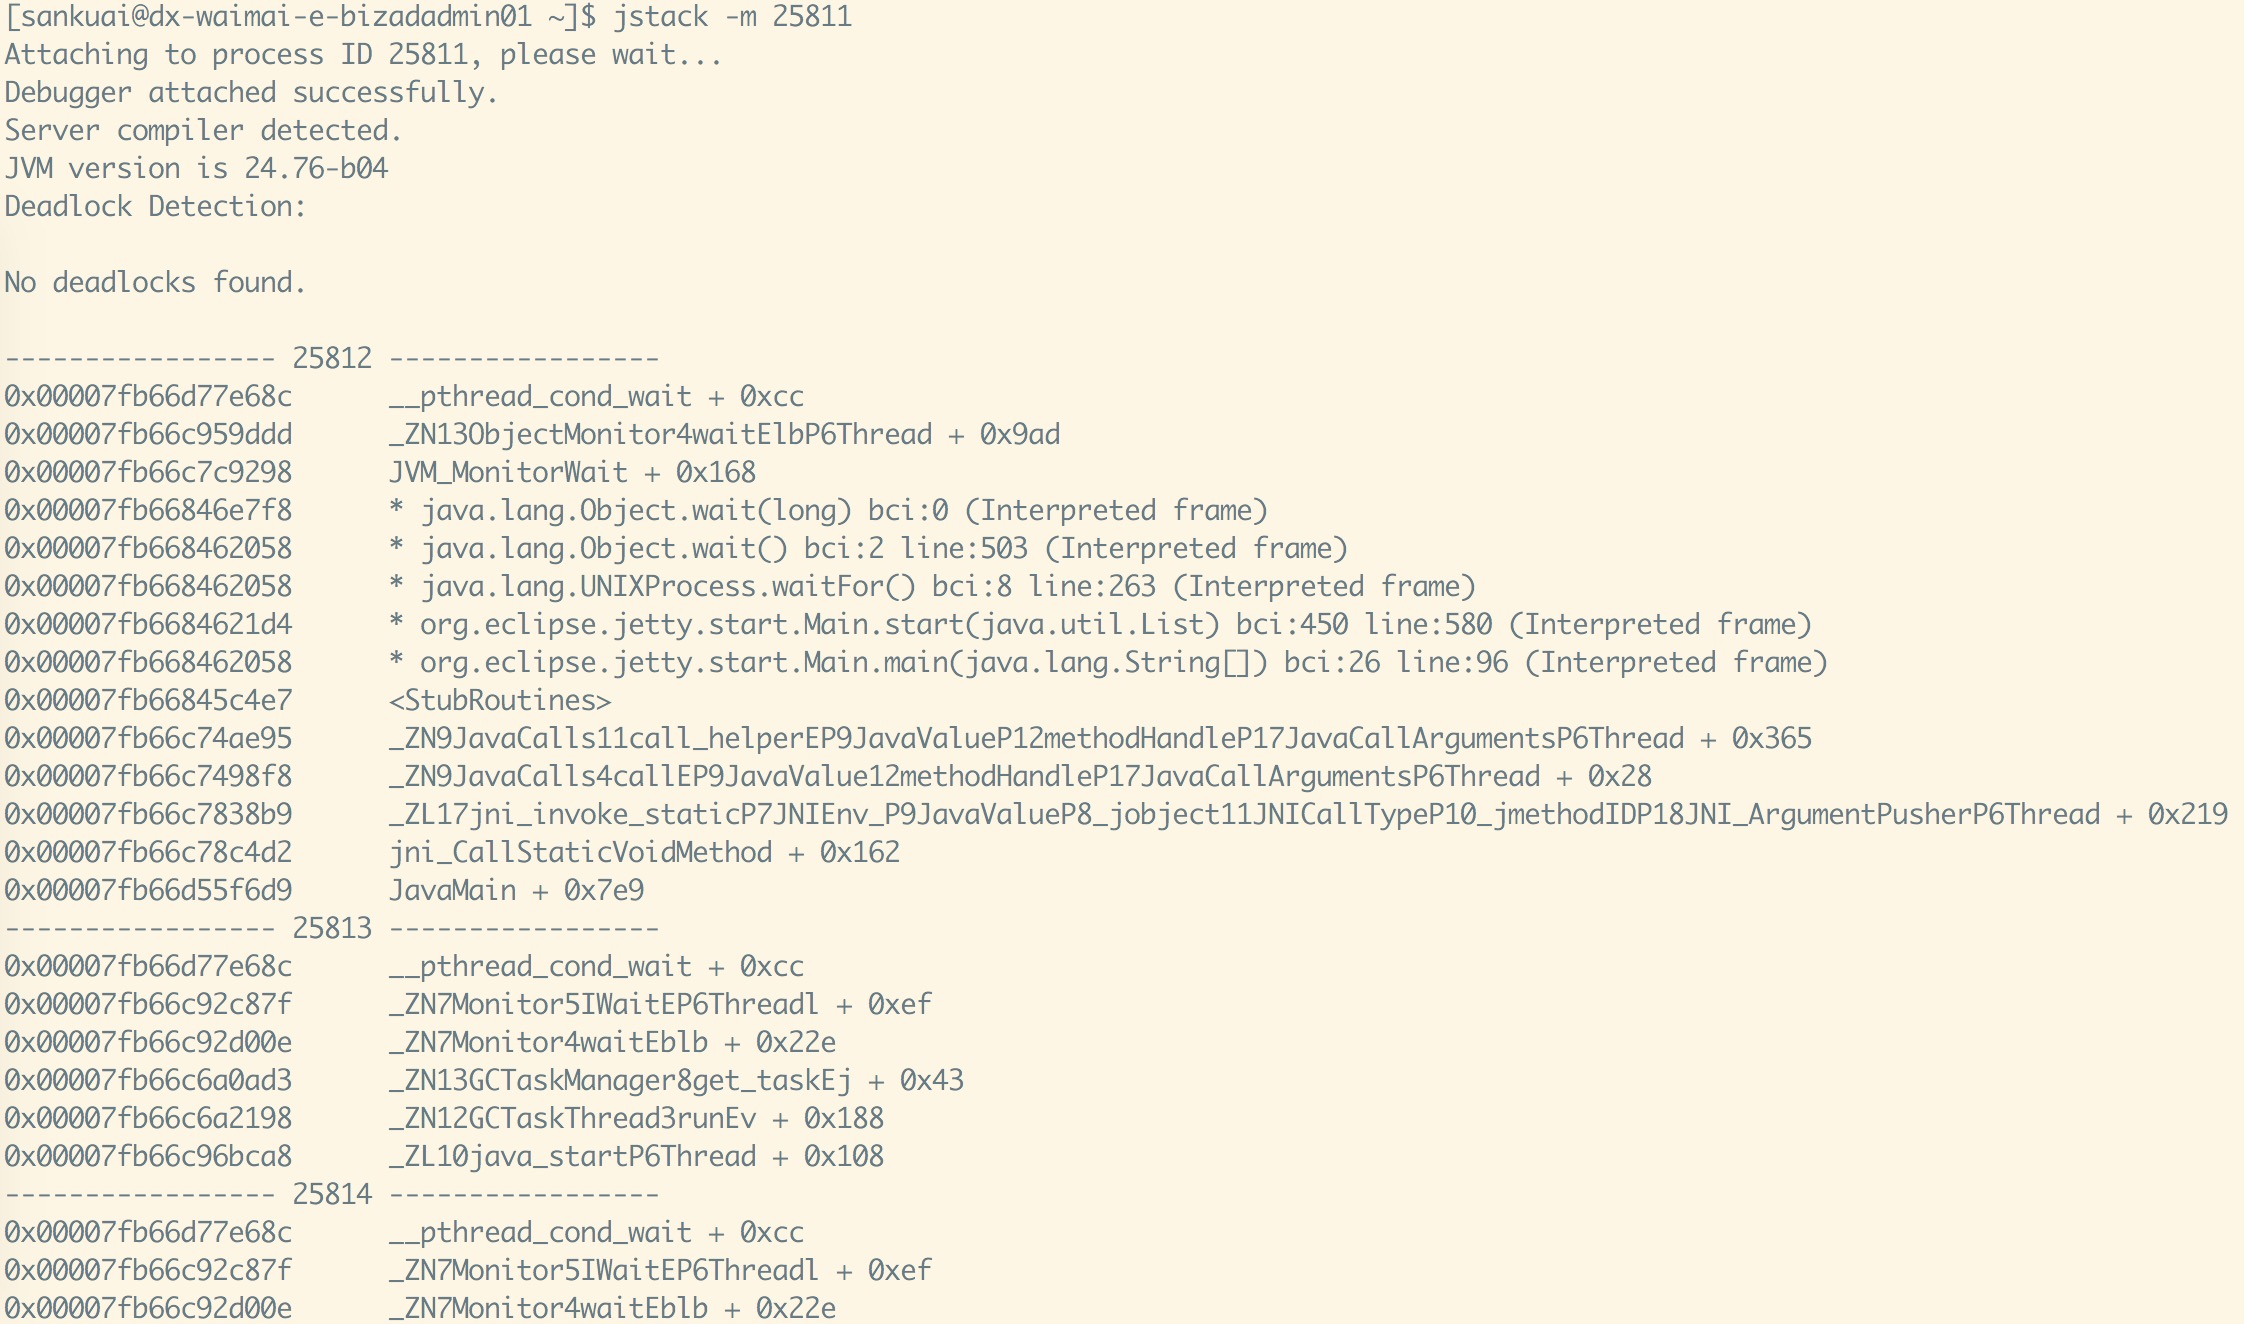 [sankuai@dx-waimai-e-bizadadmin01 ~]$ jstack -m 25811
Attaching to process ID 25811, please wait...
Debugger attached successfully.
Server compiler detected.
JVM version is 24.76-b04
Deadlock Detection:
No deadlocks found.
----------------- 25812 -----------------
0x00007fb66d77e68c      __pthread_cond_wait + 0xcc
0x00007fb66c959ddd      _ZN13ObjectMonitor4waitElbP6Thread + 0x9ad
0x00007fb66c7c9298      JVM_MonitorWait + 0x168
0x00007fb66846e7f8      * java.lang.Object.wait(long) bci:0 (Interpreted frame)
0x00007fb668462058      * java.lang.Object.wait() bci:2 line:503 (Interpreted frame)
0x00007fb668462058      * java.lang.UNIXProcess.waitFor() bci:8 line:263 (Interpreted frame)
0x00007fb6684621d4      * org.eclipse.jetty.start.Main.start(java.util.List) bci:450 line:580 (Interpreted frame)
0x00007fb668462058      * org.eclipse.jetty.start.Main.main(java.lang.String[]) bci:26 line:96 (Interpreted frame)
0x00007fb66845c4e7      <StubRoutines>
0x00007fb66c74ae95      _ZN9JavaCalls11call_helperEP9JavaValueP12methodHandleP17JavaCallArgumentsP6Thread + 0x365
0x00007fb66c7498f8      _ZN9JavaCalls4callEP9JavaValue12methodHandleP17JavaCallArgumentsP6Thread + 0x28
0x00007fb66c7838b9      _ZL17jni_invoke_staticP7JNIEnv_P9JavaValueP8_jobject11JNICallTypeP10_jmethodIDP18JNI_ArgumentPusherP6Thread + 0x219
0x00007fb66c78c4d2      jni_CallStaticVoidMethod + 0x162
0x00007fb66d55f6d9      JavaMain + 0x7e9
----------------- 25813 -----------------
0x00007fb66d77e68c      __pthread_cond_wait + 0xcc
0x00007fb66c92c87f      _ZN7Monitor5IWaitEP6Threadl + 0xef
0x00007fb66c92d00e      _ZN7Monitor4waitEblb + 0x22e
0x00007fb66c6a0ad3      _ZN13GCTaskManager8get_taskEj + 0x43
0x00007fb66c6a2198      _ZN12GCTaskThread3runEv + 0x188
0x00007fb66c96bca8      _ZL10java_startP6Thread + 0x108
----------------- 25814 -----------------
0x00007fb66d77e68c      __pthread_cond_wait + 0xcc
0x00007fb66c92c87f      _ZN7Monitor5IWaitEP6Threadl + 0xef
0x00007fb66c92d00e      _ZN7Monitor4waitEblb + 0x22e